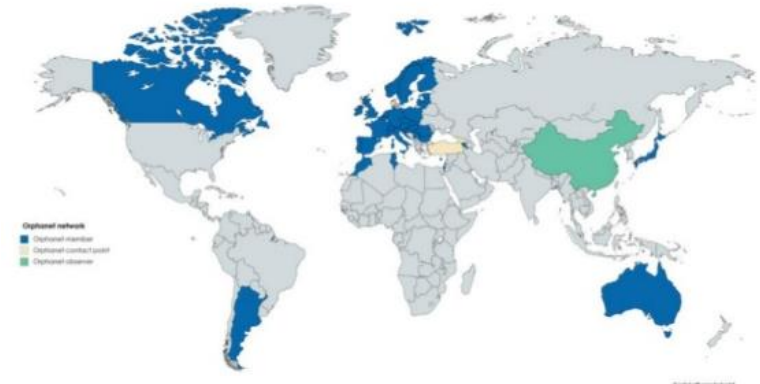 Orphanet network
Orphanet member
Orphanet contact point
Orphanet observer